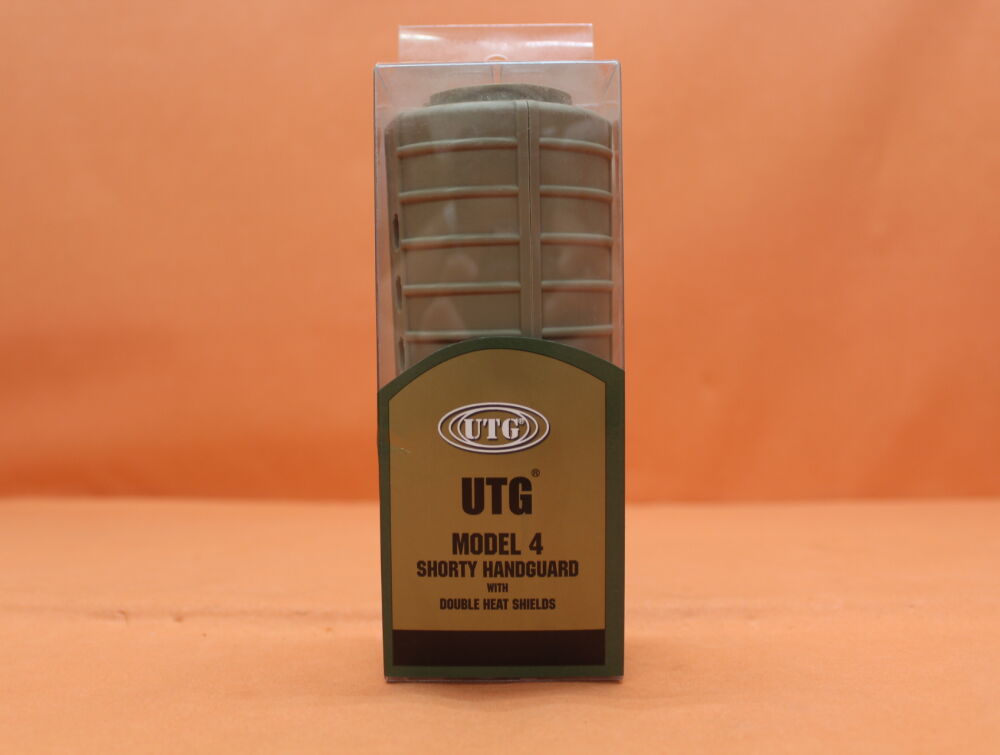 UTG®
UTG®
MODEL 4
SHORTY HANDGUARD
WITH
DOUBLE HEAT SHIELDS